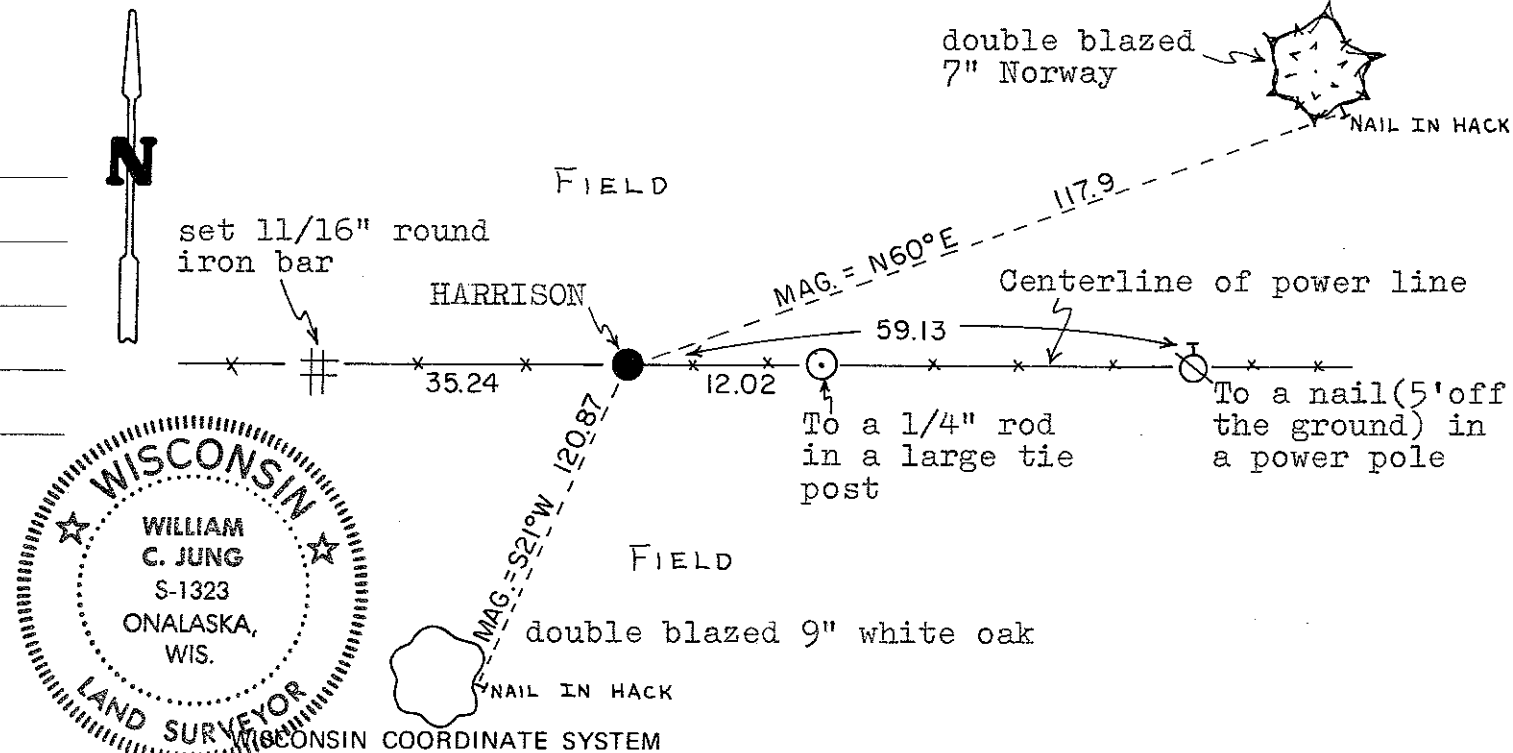 double blazed
7" Norway
NAIL IN HACK
N
FIELD
117.9
MAG. = N60°E
set 11/16" round
iron bar
HARRISON
Centerline of power line
59.13
35.24
12.02
To a 1/4" rod
in a large tie
post
To a nail(5'off
the ground) in
a power pole
MAG.=S21°W 120.87
FIELD
double blazed 9" white oak
NAIL IN HACK
WISCONSIN
WILLIAM
C. JUNG
S-1323
ONALASKA,
WIS.
LAND SURVEYOR
WISCONSIN COORDINATE SYSTEM